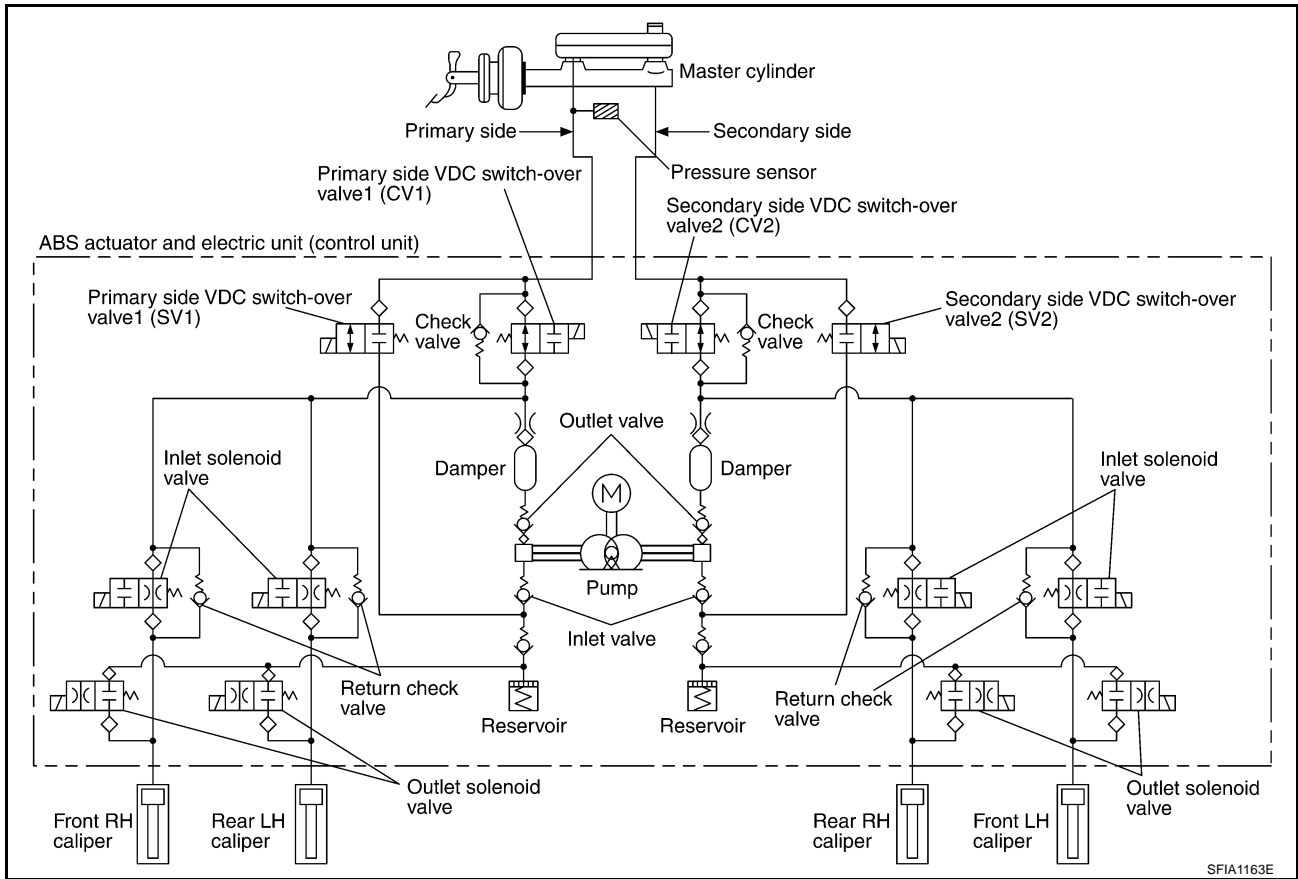 Master cylinder
Primary side
Secondary side
Pressure sensor
Primary side VDC switch-over
valve1 (CV1)
Secondary side VDC switch-over
valve2 (CV2)
ABS actuator and electric unit (control unit)
Primary side VDC switch-over
valve1 (SV1)
Check
valve
Check
valve
Secondary side VDC switch-over
valve2 (SV2)
Outlet valve
Inlet solenoid
valve
Damper
Damper
Inlet solenoid
valve
M
Pump
Inlet valve
Return check
valve
Reservoir
Reservoir
Return check
valve
Outlet solenoid
valve
Outlet solenoid
valve
Front RH
caliper
Rear LH
caliper
Rear RH
caliper
Front LH
caliper
SFIA1163E